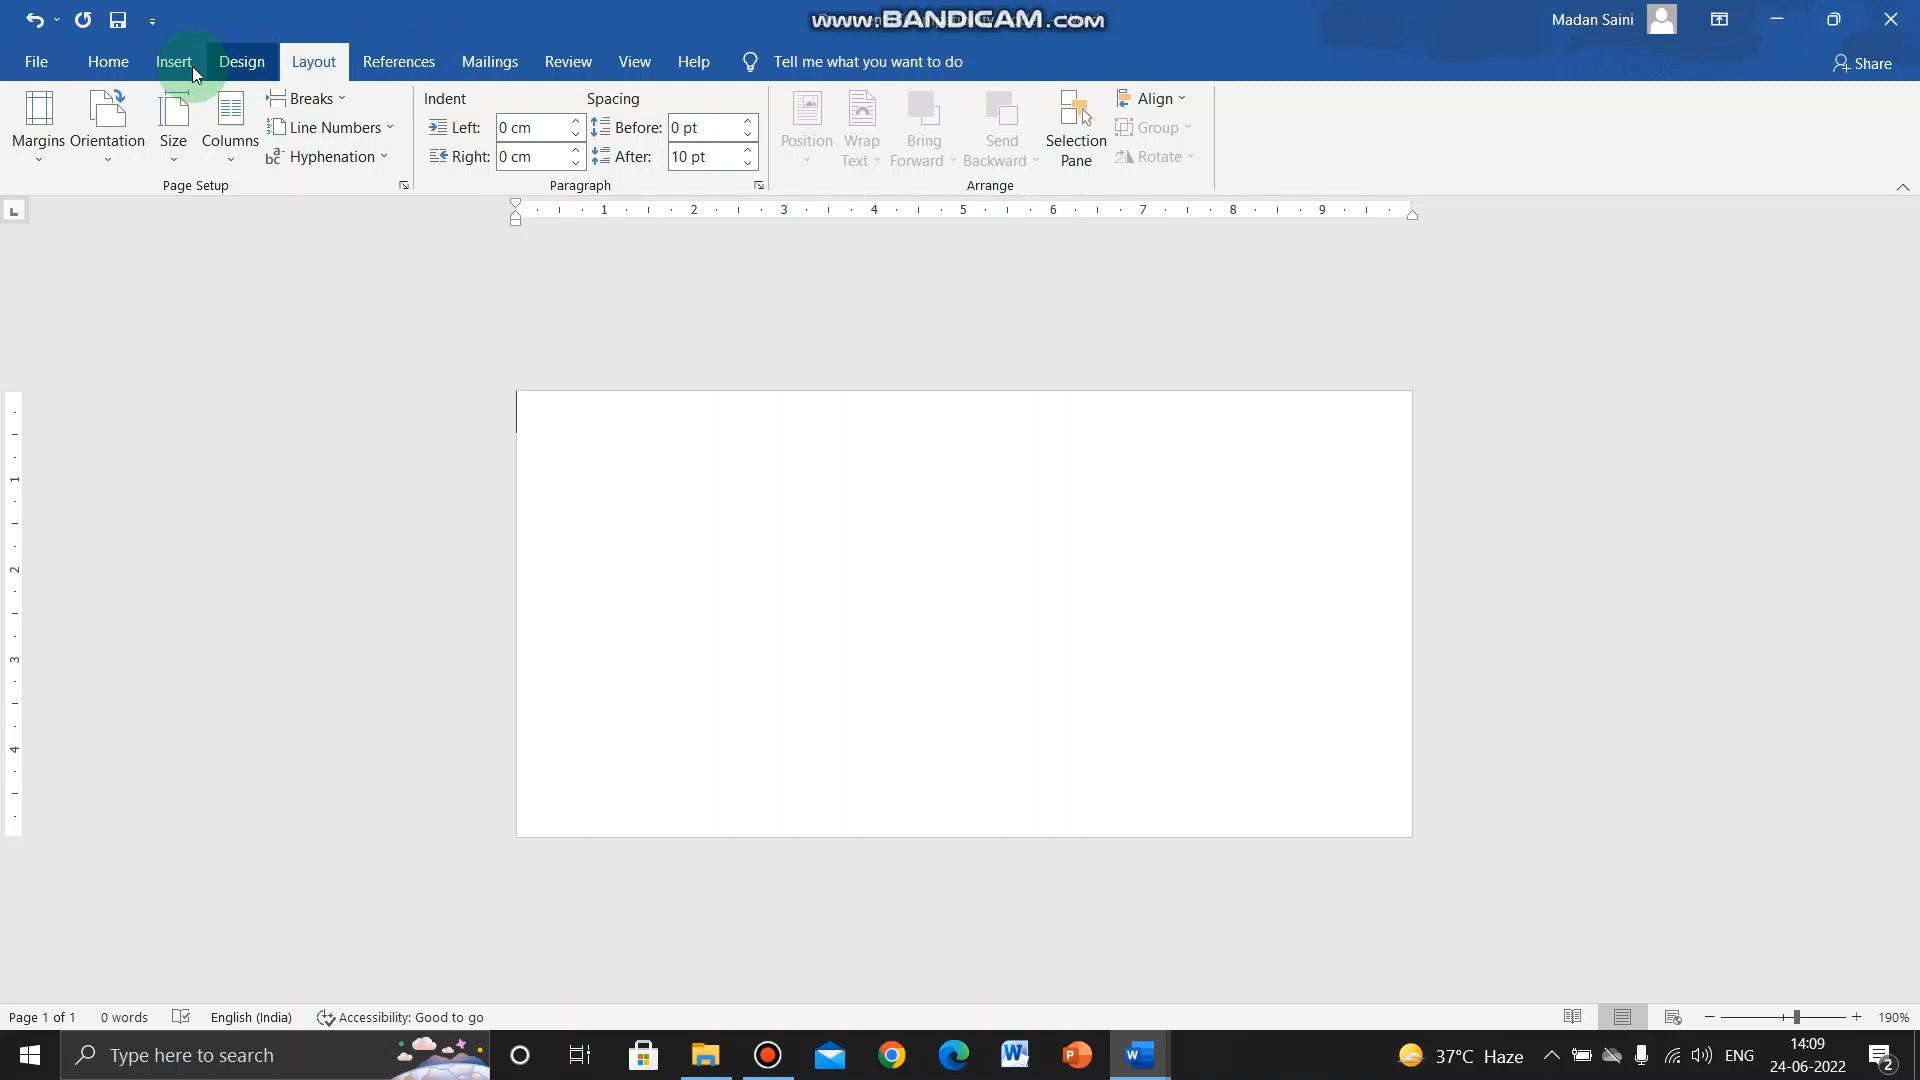 www.BANDICAM.com
Madan Saini
File Home Insert Design Layout References Mailings Review View Help Tell me what you want to do Share
Margins Orientation Size Columns
Breaks
Line Numbers
Hyphenation
Page Setup
Indent Spacing
Left: 0 cm Before: 0 pt
Right: 0 cm After: 10 pt
Paragraph
Position
Wrap Text
Bring Forward
Send Backward
Selection Pane
Align
Group
Rotate
Arrange
1 2 3 4 5 6 7 8 9
1
2
3
4
Page 1 of 1 0 words English (India) Accessibility: Good to go 190%
Type here to search 37°C Haze ENG 14:09
24-06-2022
2